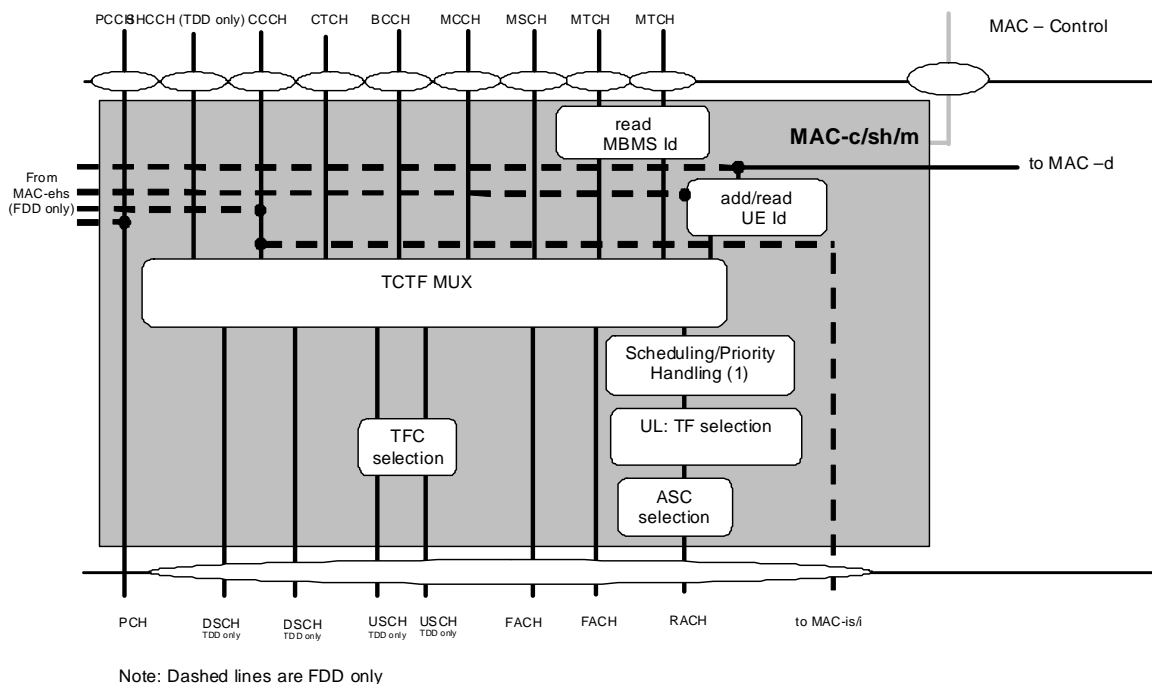 PCCH SHCCH (TDD only) CCCH CTCH BCCH MCCH MSCH MTCH MTCH
MAC – Control
read
MBMS Id
MAC-c/sh/m
From
MAC-ehs
(FDD only)
to MAC –d
add/read
UE Id
TCTF MUX
Scheduling/Priority
Handling (1)
UL: TF selection
TFC
selection
ASC
selection
PCH DSCH DSCH USCH USCH FACH FACH RACH to MAC-is/i
TDD only TDD only TDD only TDD only
Note: Dashed lines are FDD only